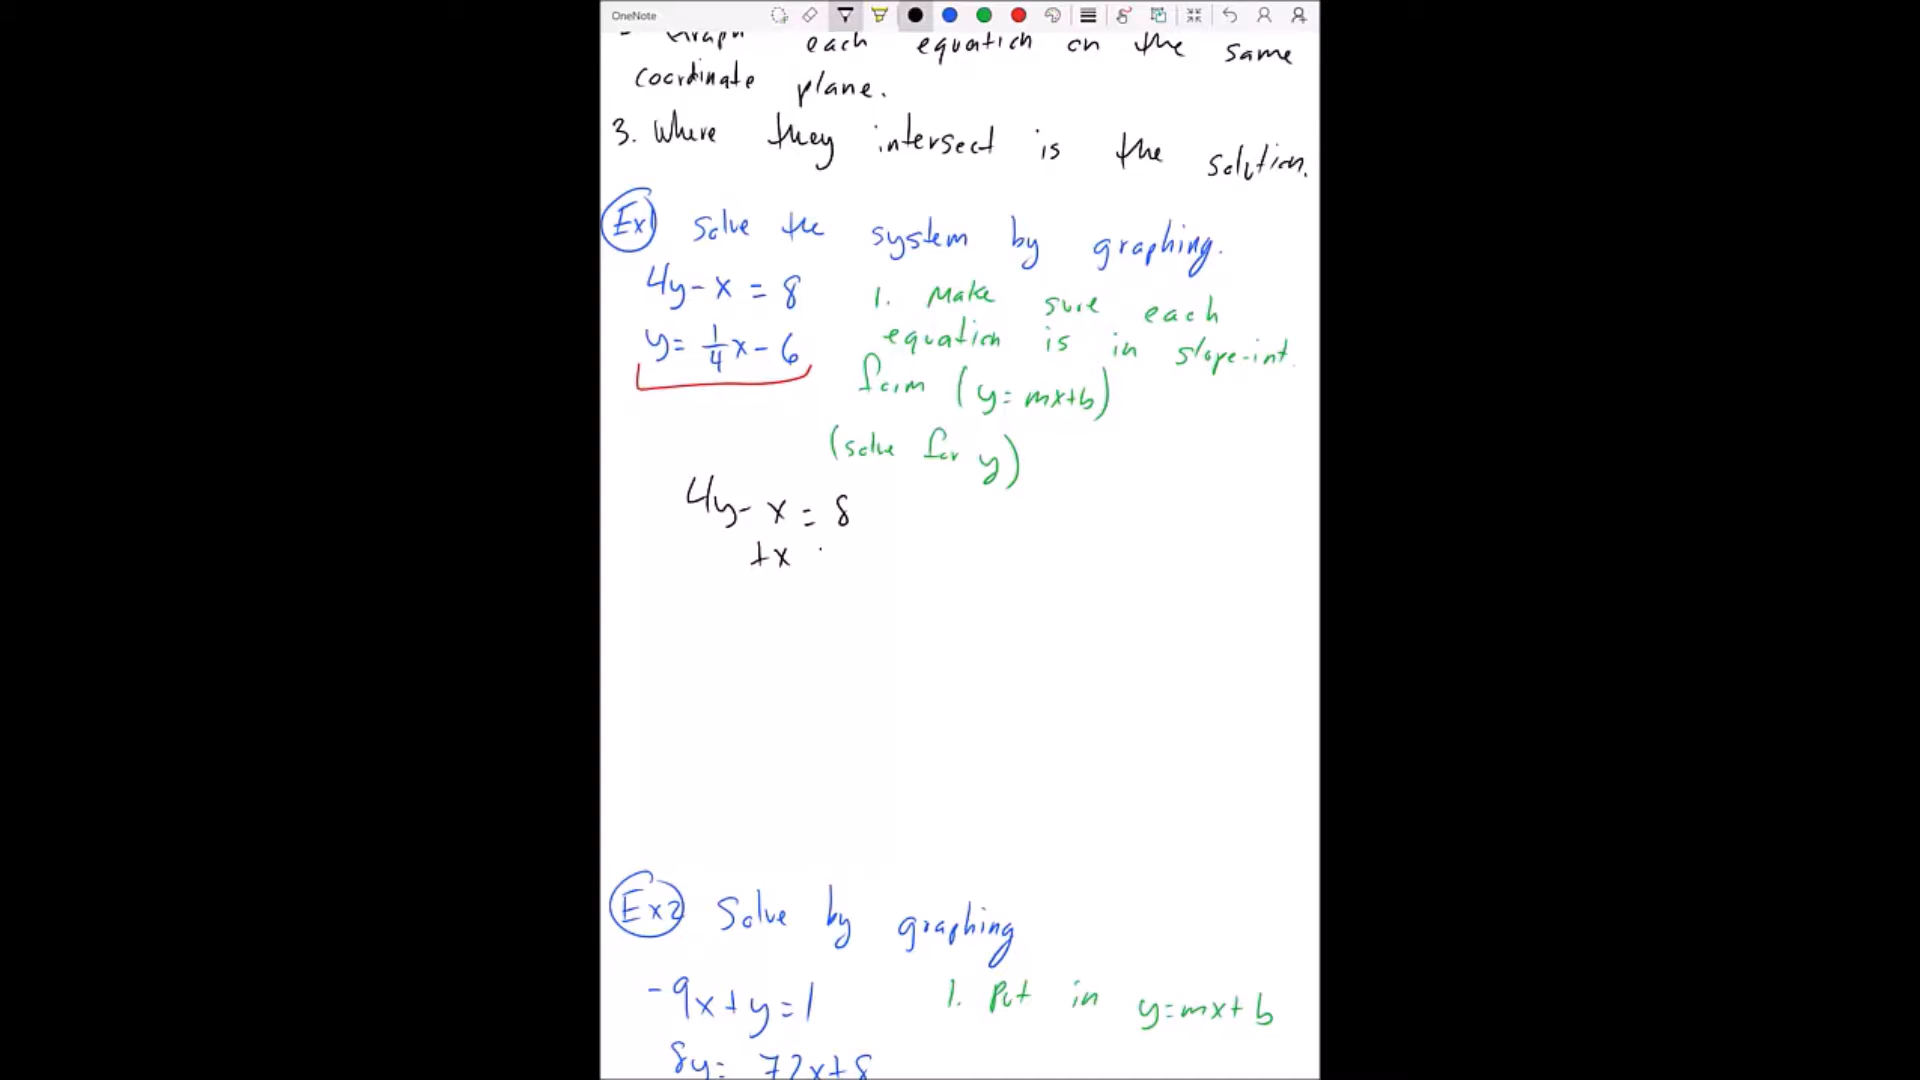 OneNote
Graph each equation on the same
coordinate plane.
3. Where they intersect is the solution.
Ex1 Solve the system by graphing.
4y - x = 8
y = 1/4 x - 6
1. Make sure each
equation is in slope-int.
form (y = mx+b)
(solve for y)
4y - x = 8
+x
Ex2 Solve by graphing
-9x + y = 1
8y = 72x + 8
1. Put in y = mx + b